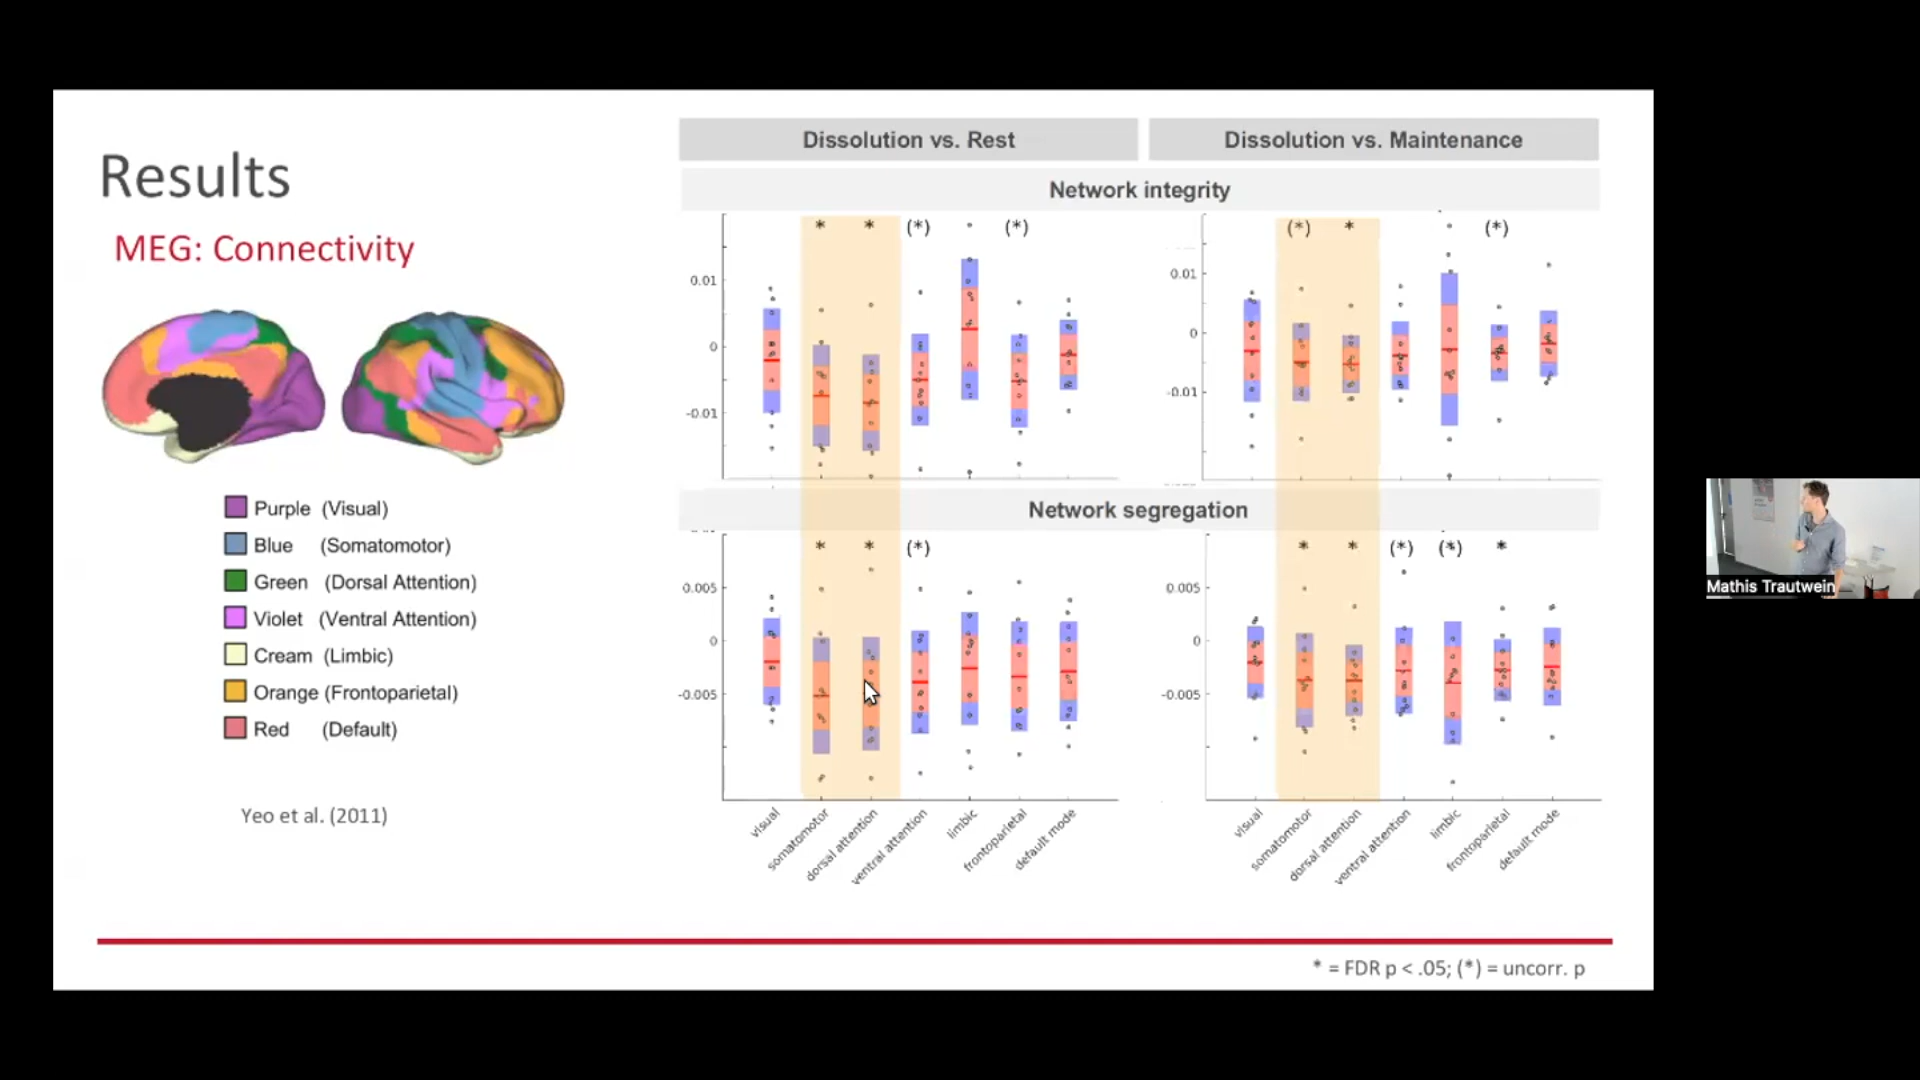 Results
MEG: Connectivity
Purple (Visual)
Blue (Somatomotor)
Green (Dorsal Attention)
Violet (Ventral Attention)
Cream (Limbic)
Orange (Frontoparietal)
Red (Default)
Yeo et al. (2011)
Dissolution vs. Rest
Dissolution vs. Maintenance
Network integrity
* * (*) (*)
0.01
0
-0.01
(*) * (*)
0.01
0
-0.01
Network segregation
* * (*)
0.005
0
-0.005
* * (*) (*) *
0.005
0
-0.005
visual
somatomotor
dorsal attention
ventral attention
limbic
frontoparietal
default mode
visual
somatomotor
dorsal attention
ventral attention
limbic
frontoparietal
default mode
* = FDR p < .05; (*) = uncorr. p
Mathis Trautwein